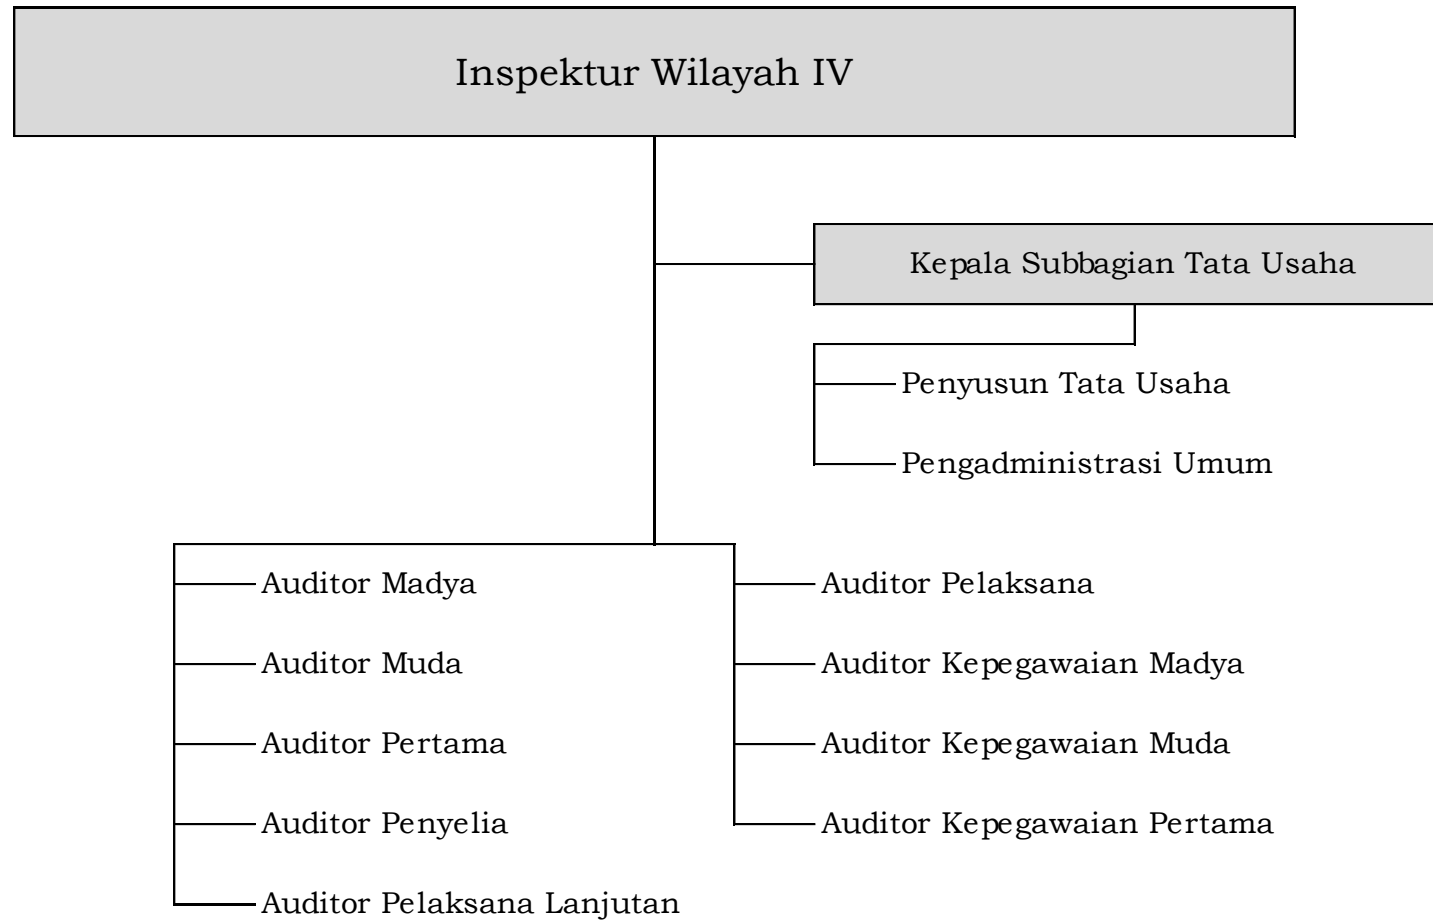 Inspektur Wilayah IV
Kepala Subbagian Tata Usaha
Penyusun Tata Usaha
Pengadministrasi Umum
Auditor Madya
Auditor Muda
Auditor Pertama
Auditor Penyelia
Auditor Pelaksana Lanjutan
Auditor Pelaksana
Auditor Kepegawaian Madya
Auditor Kepegawaian Muda
Auditor Kepegawaian Pertama